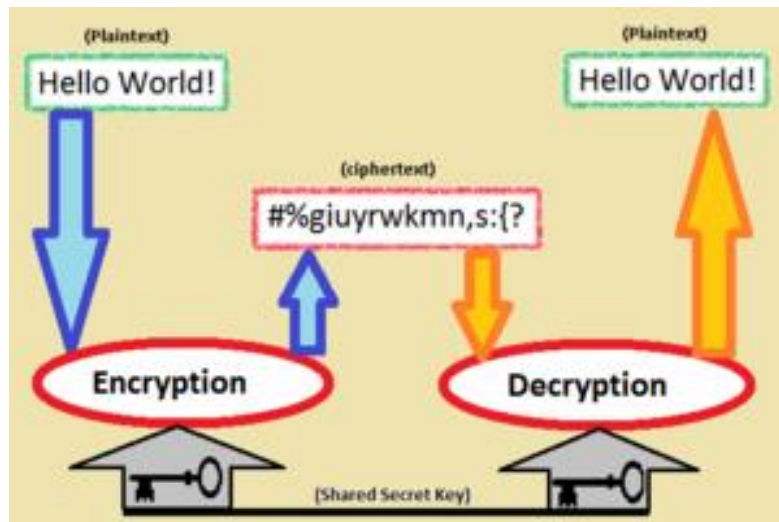 (Plaintext)
Hello World!
(Plaintext)
Hello World!
(ciphertext)
#%giuyrwkmn,s:{?
Encryption
Decryption
(Shared Secret Key)